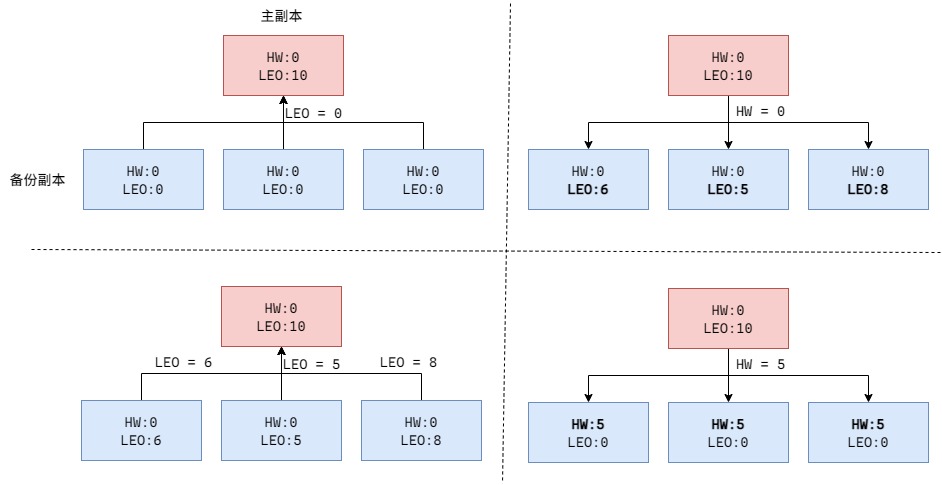 主副本
HW:0
LEO:10
LEO = 0
备份副本
HW:0
LEO:0
HW:0
LEO:0
HW:0
LEO:0
HW:0
LEO:10
HW = 0
HW:0
LEO:6
HW:0
LEO:5
HW:0
LEO:8
HW:0
LEO:10
LEO = 6
LEO = 5
LEO = 8
HW:0
LEO:6
HW:0
LEO:5
HW:0
LEO:8
HW:0
LEO:10
HW = 5
HW:5
LEO:0
HW:5
LEO:0
HW:5
LEO:0